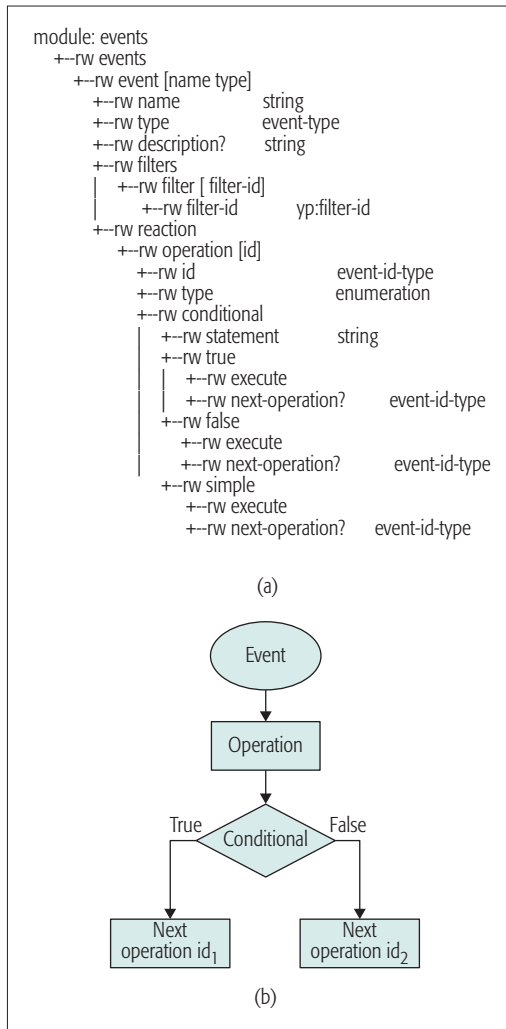 module: events
+--rw events
+--rw event [name type]
+--rw name string
+--rw type event-type
+--rw description? string
+--rw filters
| +--rw filter [ filter-id]
| +--rw filter-id yp:filter-id
+--rw reaction
+--rw operation [id]
+--rw id event-id-type
+--rw type enumeration
+--rw conditional
| +--rw statement string
| +--rw true
| | +--rw execute
| | +--rw next-operation? event-id-type
| +--rw false
| +--rw execute
| +--rw next-operation? event-id-type
+--rw simple
+--rw execute
+--rw next-operation? event-id-type
(a)
Event
Operation
True Conditional False
Next
operation id₁
Next
operation id₂
(b)